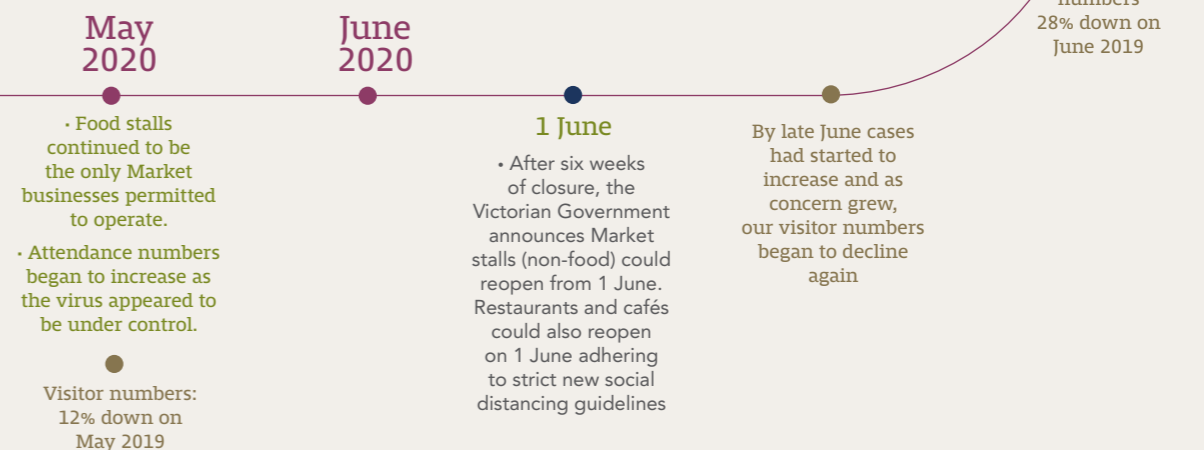 May
2020
• Food stalls
continued to be
the only Market
businesses permitted
to operate.
• Attendance numbers
began to increase as
the virus appeared to
be under control.
Visitor numbers:
12% down on
May 2019
June
2020
1 June
• After six weeks
of closure, the
Victorian Government
announces Market
stalls (non-food) could
reopen from 1 June.
Restaurants and cafés
could also reopen
on 1 June adhering
to strict new social
distancing guidelines
By late June cases
had started to
increase and as
concern grew,
our visitor numbers
began to decline
again
numbers
28% down on
June 2019